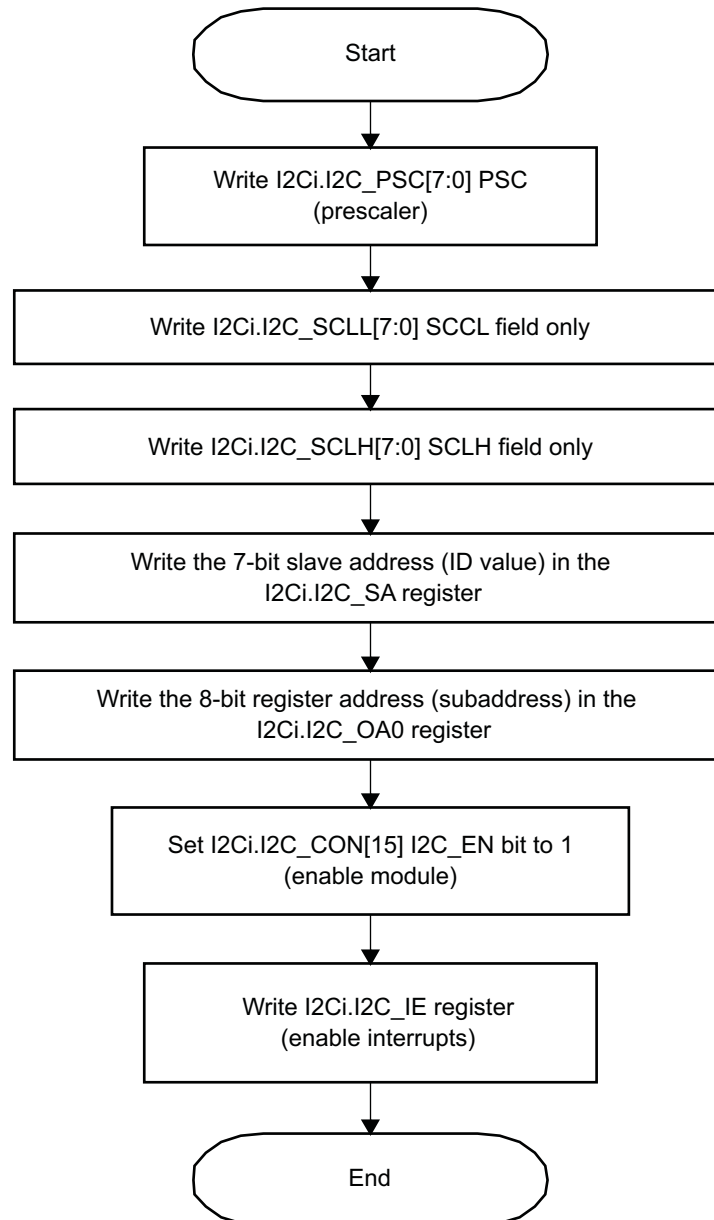 Start
Write I2Ci.I2C_PSC[7:0] PSC
(prescaler)
Write I2Ci.I2C_SCLL[7:0] SCCL field only
Write I2Ci.I2C_SCLH[7:0] SCLH field only
Write the 7-bit slave address (ID value) in the
I2Ci.I2C_SA register
Write the 8-bit register address (subaddress) in the
I2Ci.I2C_OA0 register
Set I2Ci.I2C_CON[15] I2C_EN bit to 1
(enable module)
Write I2Ci.I2C_IE register
(enable interrupts)
End